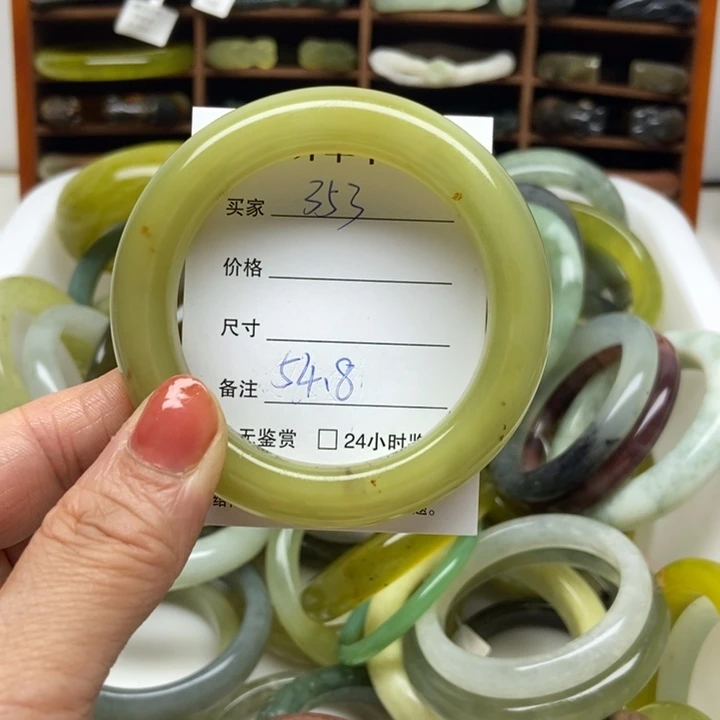 买家 353
价格
尺寸
备注 54.8
无鉴赏 □ 24小时